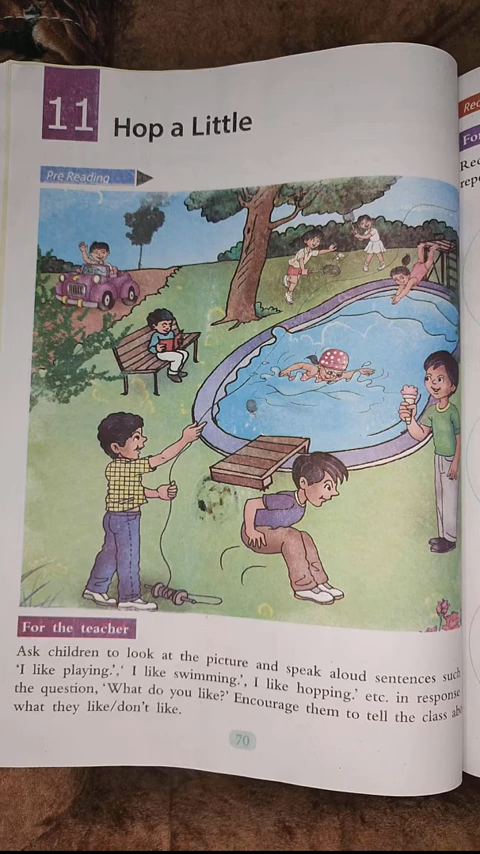 11
Hop a Little
Pre Reading
For the teacher
Ask children to look at the picture and speak aloud sentences such
'I like playing.',' I like swimming.', I like hopping.' etc. in response
the question, 'What do you like?' Encourage them to tell the class
what they like/don't like.
70